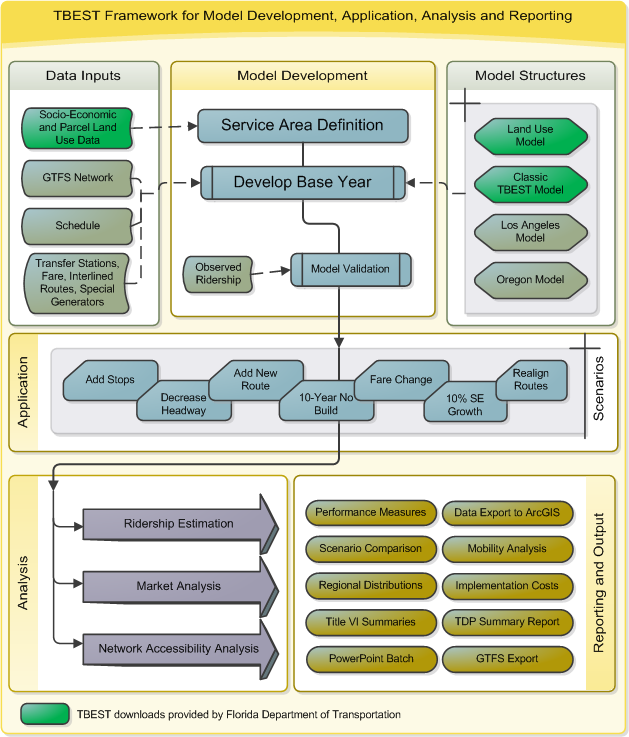 TBEST Framework for Model Development, Application, Analysis and Reporting
Data Inputs
Socio-Economic
and Parcel Land
Use Data
GTFS Network
Schedule
Transfer Stations,
Fare, Interlined
Routes, Special
Generators
Model Development
Service Area Definition
Develop Base Year
Observed
Ridership
Model Validation
Model Structures
Land Use
Model
Classic
TBEST Model
Los Angeles
Model
Oregon Model
Application
Add Stops
Decrease
Headway
Add New
Route
10-Year No
Build
Fare Change
10% SE
Growth
Realign
Routes
Scenarios
Analysis
Ridership Estimation
Market Analysis
Network Accessibility Analysis
Performance Measures
Data Export to ArcGIS
Scenario Comparison
Mobility Analysis
Regional Distributions
Implementation Costs
Title VI Summaries
TDP Summary Report
PowerPoint Batch
GTFS Export
Reporting and Output
TBEST downloads provided by Florida Department of Transportation